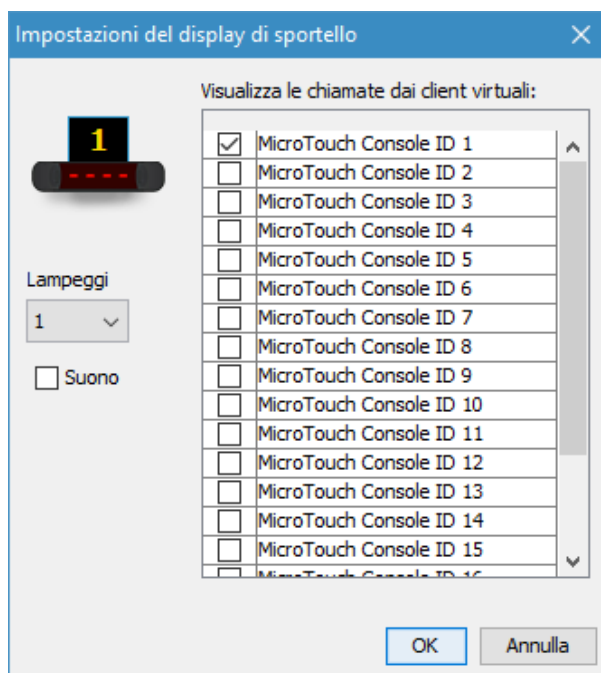 Impostazioni del display di sportello
Visualizza le chiamate dai client virtuali:
1
MicroTouch Console ID 1
MicroTouch Console ID 2
MicroTouch Console ID 3
MicroTouch Console ID 4
MicroTouch Console ID 5
MicroTouch Console ID 6
MicroTouch Console ID 7
MicroTouch Console ID 8
MicroTouch Console ID 9
MicroTouch Console ID 10
MicroTouch Console ID 11
MicroTouch Console ID 12
MicroTouch Console ID 13
MicroTouch Console ID 14
MicroTouch Console ID 15
MicroTouch Console ID 16
Lampeggi
1
Suono
OK Annulla